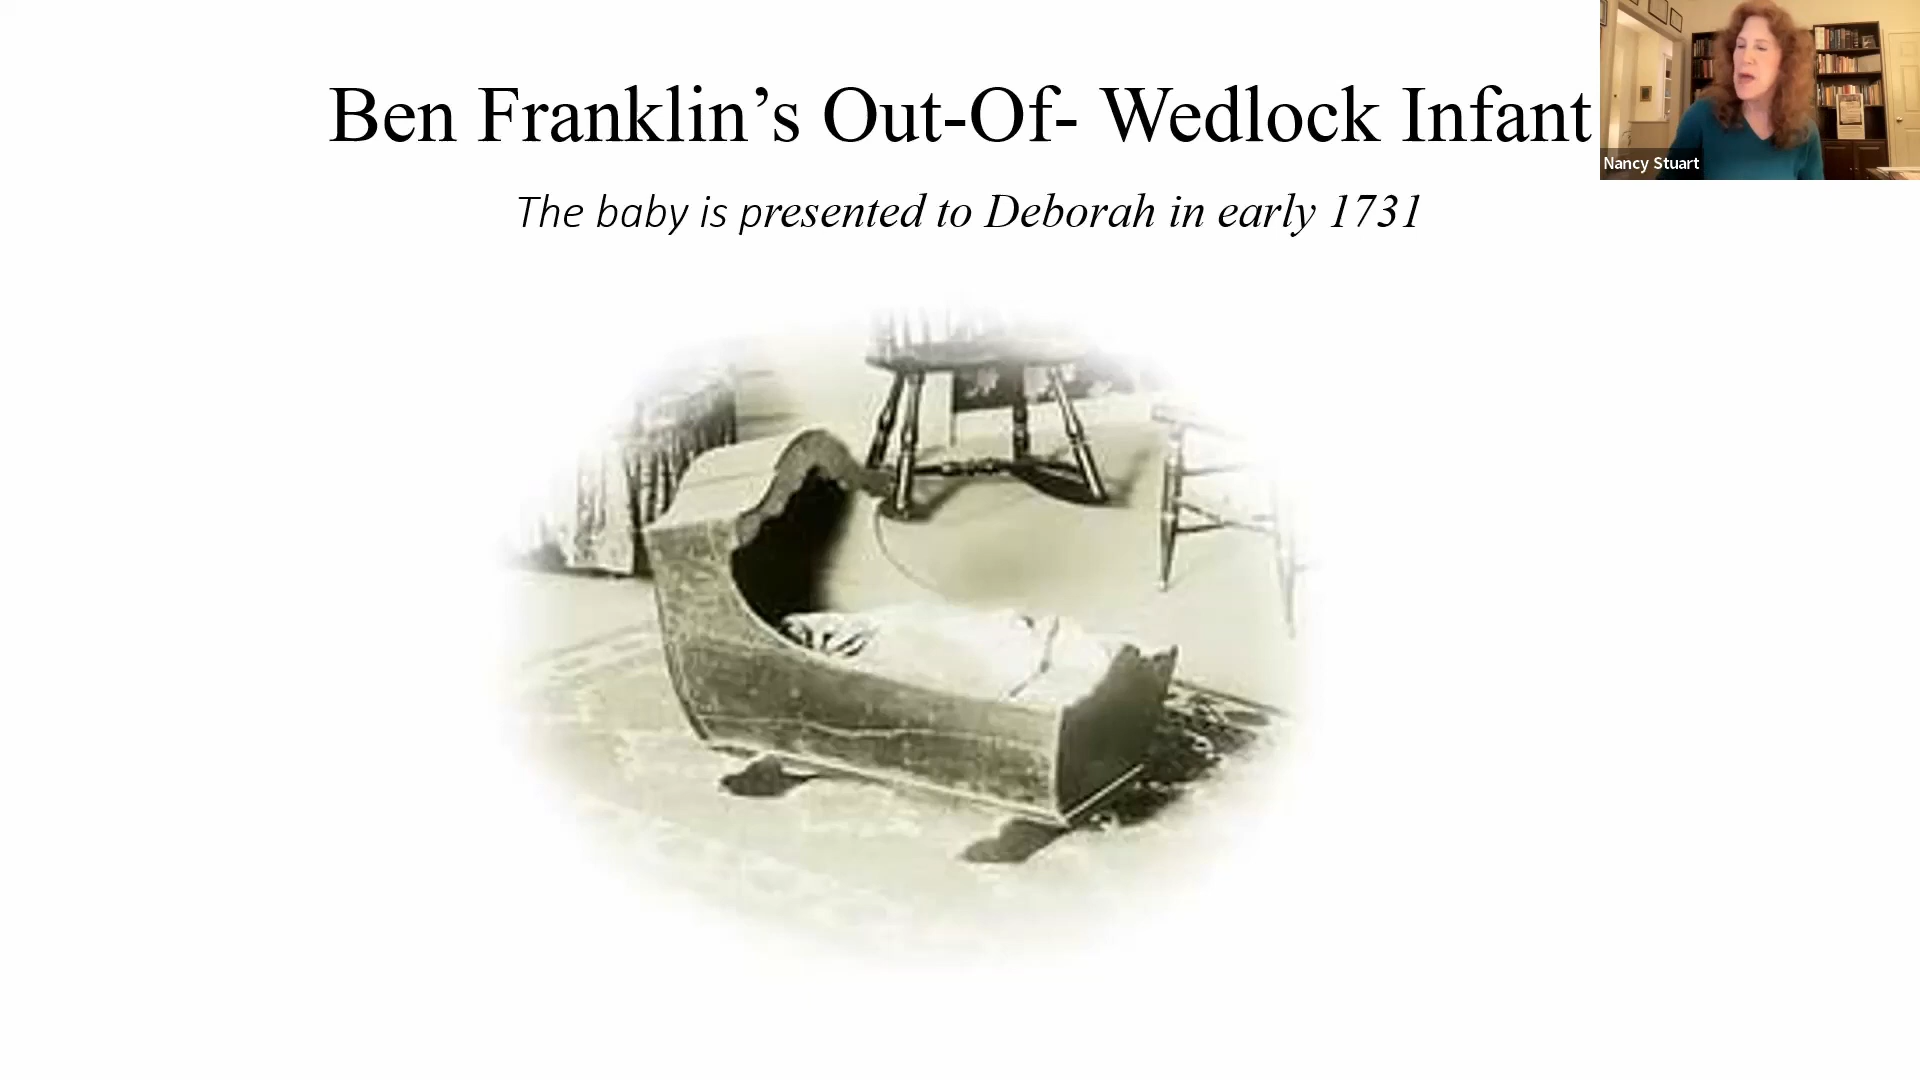 Ben Franklin’s Out-Of- Wedlock Infant
The baby is presented to Deborah in early 1731
Nancy Stuart